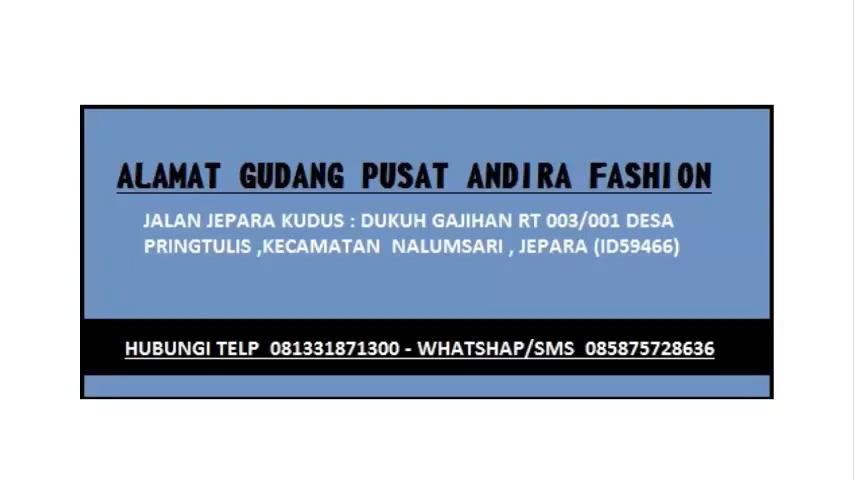 ALAMAT GUDANG PUSAT ANDIRA FASHION
JALAN JEPARA KUDUS : DUKUH GAJIHAN RT 003/001 DESA
PRINGTULIS ,KECAMATAN NALUMSARI , JEPARA (ID59466)
HUBUNGI TELP 081331871300 - WHATSHAP/SMS 085875728636